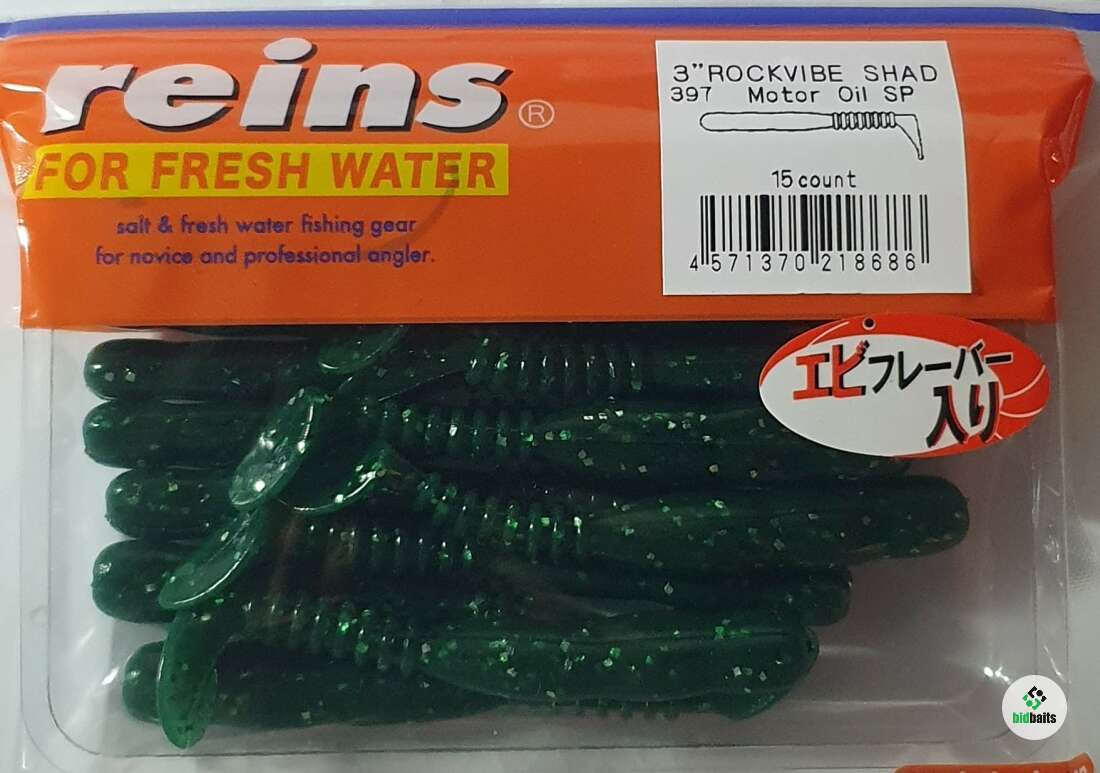 reins®
FOR FRESH WATER
salt & fresh water fishing gear
for novice and professional angler.
3"ROCKVIBE SHAD
397 Motor Oil SP
15 count
4 571370 218686
エビフレーバー
入り
bidbaits